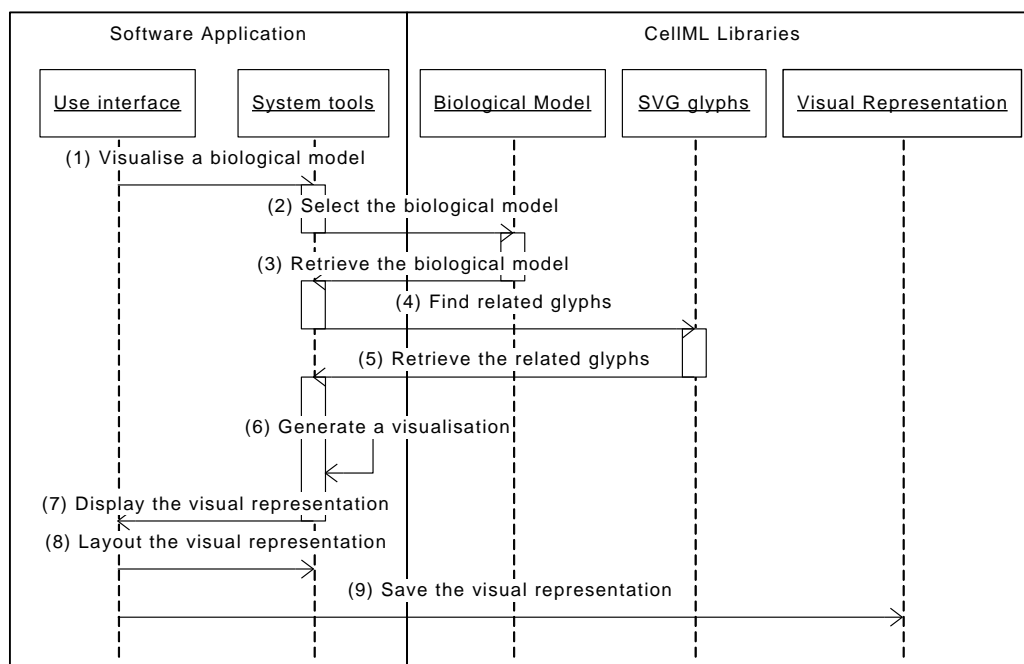 Software Application
CellML Libraries
Use interface
System tools
Biological Model
SVG glyphs
Visual Representation
(1) Visualise a biological model
(2) Select the biological model
(3) Retrieve the biological model
(4) Find related glyphs
(5) Retrieve the related glyphs
(6) Generate a visualisation
(7) Display the visual representation
(8) Layout the visual representation
(9) Save the visual representation